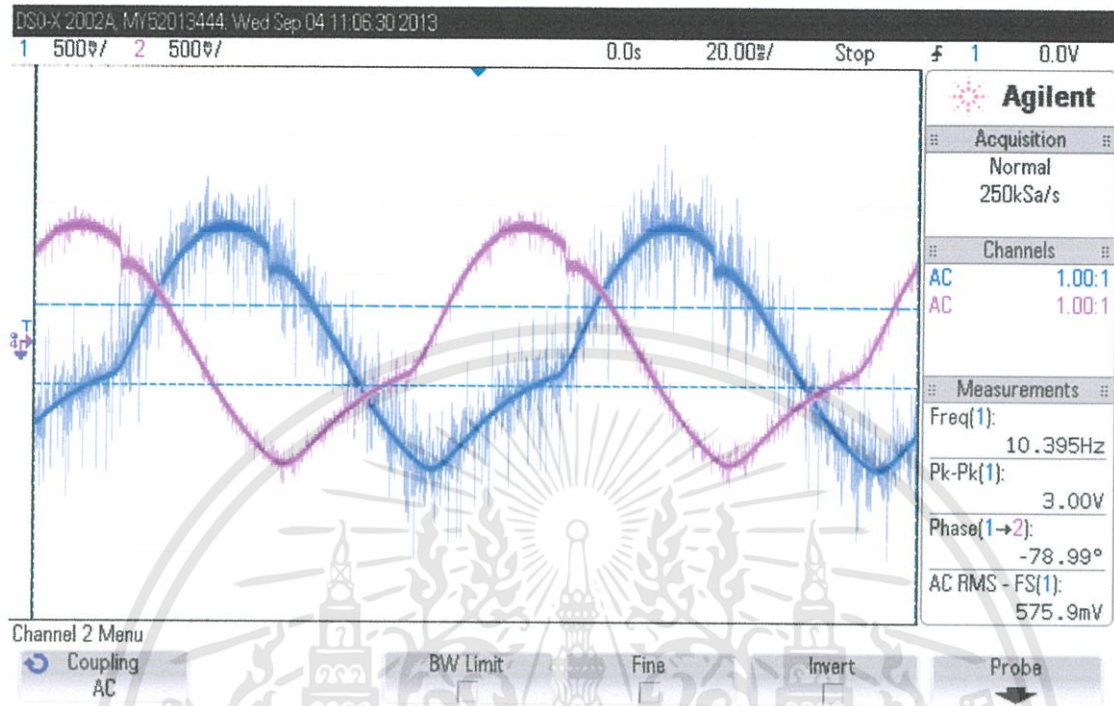 DSO-X 2002A, MY52013444: Wed Sep 04 11:06:30 2013
1 500mV/ 2 500mV/ 0.0s 20.00ms/ Stop 1 0.0V
Agilent
Acquisition
Normal
250kSa/s
Channels
AC 1.00:1
AC 1.00:1
Measurements
Freq(1):
10.395Hz
Pk-Pk(1):
3.00V
Phase(1→2):
-78.99°
AC RMS - FS(1):
575.9mV
T
Channel 2 Menu
Coupling
AC
BW Limit
Fine
Invert
Probe